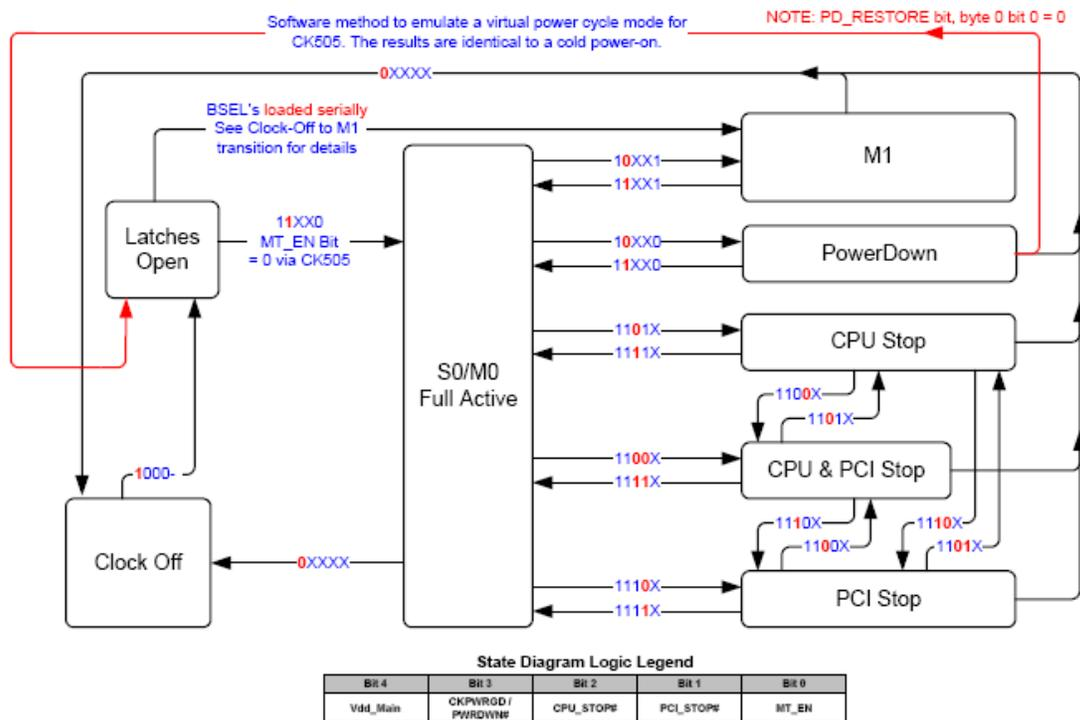 Software method to emulate a virtual power cycle mode for
CK505. The results are identical to a cold power-on.
NOTE: PD_RESTORE bit, byte 0 bit 0 = 0
0XXXX
BSEL's loaded serially
See Clock-Off to M1
transition for details
M1
10XX1
11XX1
Latches
Open
11XX0
MT_EN Bit
= 0 via CK505
10XX0
11XX0
PowerDown
S0/M0
Full Active
1101X
1111X
CPU Stop
1100X
1101X
1100X
1111X
CPU & PCI Stop
1000-
1110X
1100X
1110X
1101X
Clock Off
0XXXX
1110X
1111X
PCI Stop
State Diagram Logic Legend
Bit 4 Bit 3 Bit 2 Bit 1 Bit 0
Vdd_Main CKPWRGD / PWRDWN# CPU_STOP# PCI_STOP# MT_EN